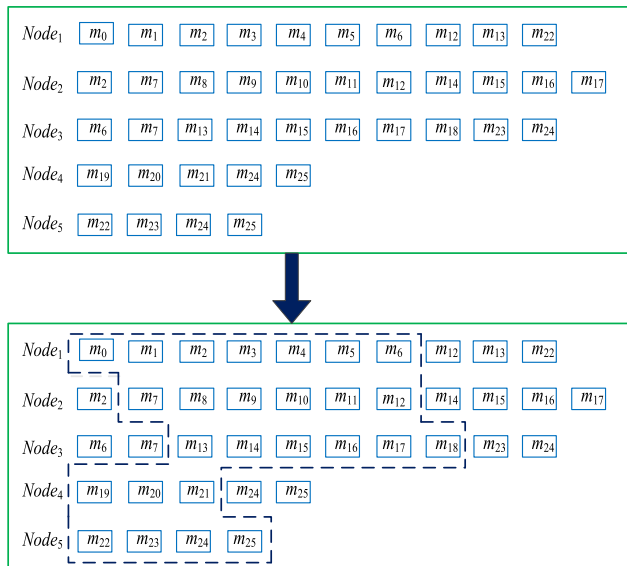 Node₁ m₀ m₁ m₂ m₃ m₄ m₅ m₆ m₁₂ m₁₃ m₂₂
Node₂ m₂ m₇ m₈ m₉ m₁₀ m₁₁ m₁₂ m₁₄ m₁₅ m₁₆ m₁₇
Node₃ m₆ m₇ m₁₃ m₁₄ m₁₅ m₁₆ m₁₇ m₁₈ m₂₃ m₂₄
Node₄ m₁₉ m₂₀ m₂₁ m₂₄ m₂₅
Node₅ m₂₂ m₂₃ m₂₄ m₂₅
Node₁ m₀ m₁ m₂ m₃ m₄ m₅ m₆ m₁₂ m₁₃ m₂₂
Node₂ m₂ m₇ m₈ m₉ m₁₀ m₁₁ m₁₂ m₁₄ m₁₅ m₁₆ m₁₇
Node₃ m₆ m₇ m₁₃ m₁₄ m₁₅ m₁₆ m₁₇ m₁₈ m₂₃ m₂₄
Node₄ m₁₉ m₂₀ m₂₁ m₂₄ m₂₅
Node₅ m₂₂ m₂₃ m₂₄ m₂₅